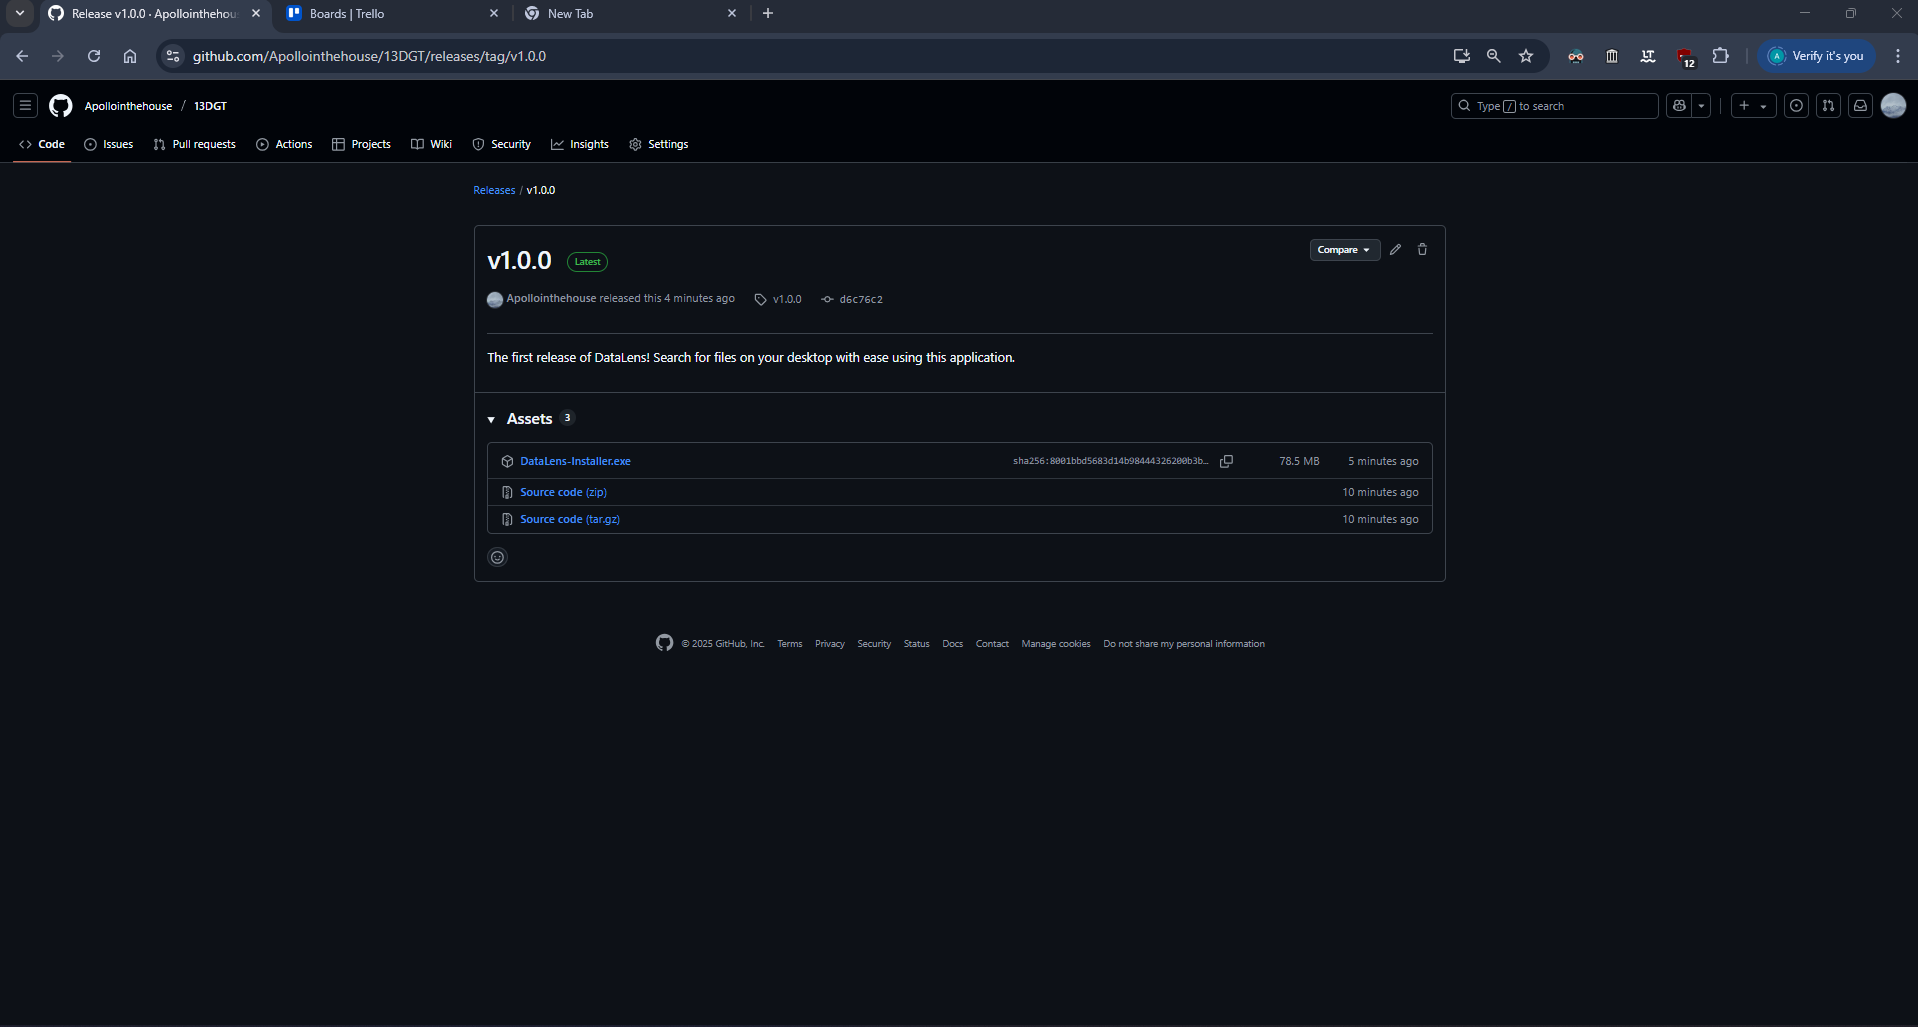 Release v1.0.0 · Apollointhehou
Boards | Trello
New Tab
github.com/Apollointhehouse/13DGT/releases/tag/v1.0.0
12
A
Verify it's you
Apollointhehouse / 13DGT
Type / to search
Code
Issues
Pull requests
Actions
Projects
Wiki
Security
Insights
Settings
Releases / v1.0.0
v1.0.0
Latest
Compare
Apollointhehouse released this 4 minutes ago
v1.0.0
d6c76c2
The first release of DataLens! Search for files on your desktop with ease using this application.
Assets 3
DataLens-Installer.exe
sha256:8001bbd5683d14b98444326200b3b…
78.5 MB
5 minutes ago
Source code (zip)
10 minutes ago
Source code (tar.gz)
10 minutes ago
© 2025 GitHub, Inc.
Terms
Privacy
Security
Status
Docs
Contact
Manage cookies
Do not share my personal information